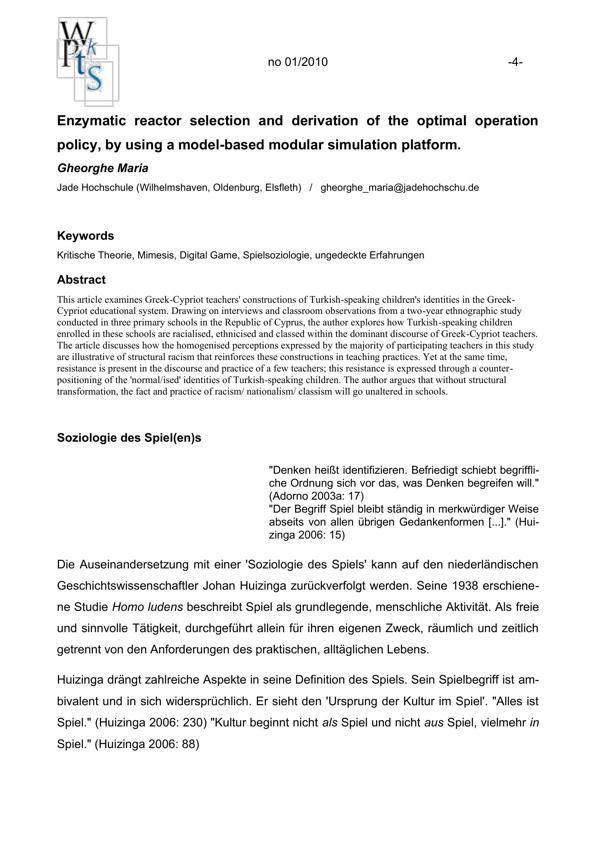 W
Pkts
no 01/2010 -4-
Enzymatic reactor selection and derivation of the optimal operation
policy, by using a model-based modular simulation platform.
Gheorghe Maria
Jade Hochschule (Wilhelmshaven, Oldenburg, Elsfleth) / gheorghe_maria@jadehochschu.de
Keywords
Kritische Theorie, Mimesis, Digital Game, Spielsoziologie, ungedeckte Erfahrungen
Abstract
This article examines Greek-Cypriot teachers' constructions of Turkish-speaking children's identities in the Greek-
Cypriot educational system. Drawing on interviews and classroom observations from a two-year ethnographic study
conducted in three primary schools in the Republic of Cyprus, the author explores how Turkish-speaking children
enrolled in these schools are racialised, ethnicised and classed within the dominant discourse of Greek-Cypriot teachers.
The article discusses how the homogenised perceptions expressed by the majority of participating teachers in this study
are illustrative of structural racism that reinforces these constructions in teaching practices. Yet at the same time,
resistance is present in the discourse and practice of a few teachers; this resistance is expressed through a counter-
positioning of the 'normal/ised' identities of Turkish-speaking children. The author argues that without structural
transformation, the fact and practice of racism/ nationalism/ classism will go unaltered in schools.
Soziologie des Spiel(en)s
"Denken heißt identifizieren. Befriedigt schiebt begriffli-
che Ordnung sich vor das, was Denken begreifen will."
(Adorno 2003a: 17)
"Der Begriff Spiel bleibt ständig in merkwürdiger Weise
abseits von allen übrigen Gedankenformen [...]." (Hui-
zinga 2006: 15)
Die Auseinandersetzung mit einer 'Soziologie des Spiels' kann auf den niederländischen
Geschichtswissenschaftler Johan Huizinga zurückverfolgt werden. Seine 1938 erschiene-
ne Studie Homo ludens beschreibt Spiel als grundlegende, menschliche Aktivität. Als freie
und sinnvolle Tätigkeit, durchgeführt allein für ihren eigenen Zweck, räumlich und zeitlich
getrennt von den Anforderungen des praktischen, alltäglichen Lebens.
Huizinga drängt zahlreiche Aspekte in seine Definition des Spiels. Sein Spielbegriff ist am-
bivalent und in sich widersprüchlich. Er sieht den 'Ursprung der Kultur im Spiel'. "Alles ist
Spiel." (Huizinga 2006: 230) "Kultur beginnt nicht als Spiel und nicht aus Spiel, vielmehr in
Spiel." (Huizinga 2006: 88)